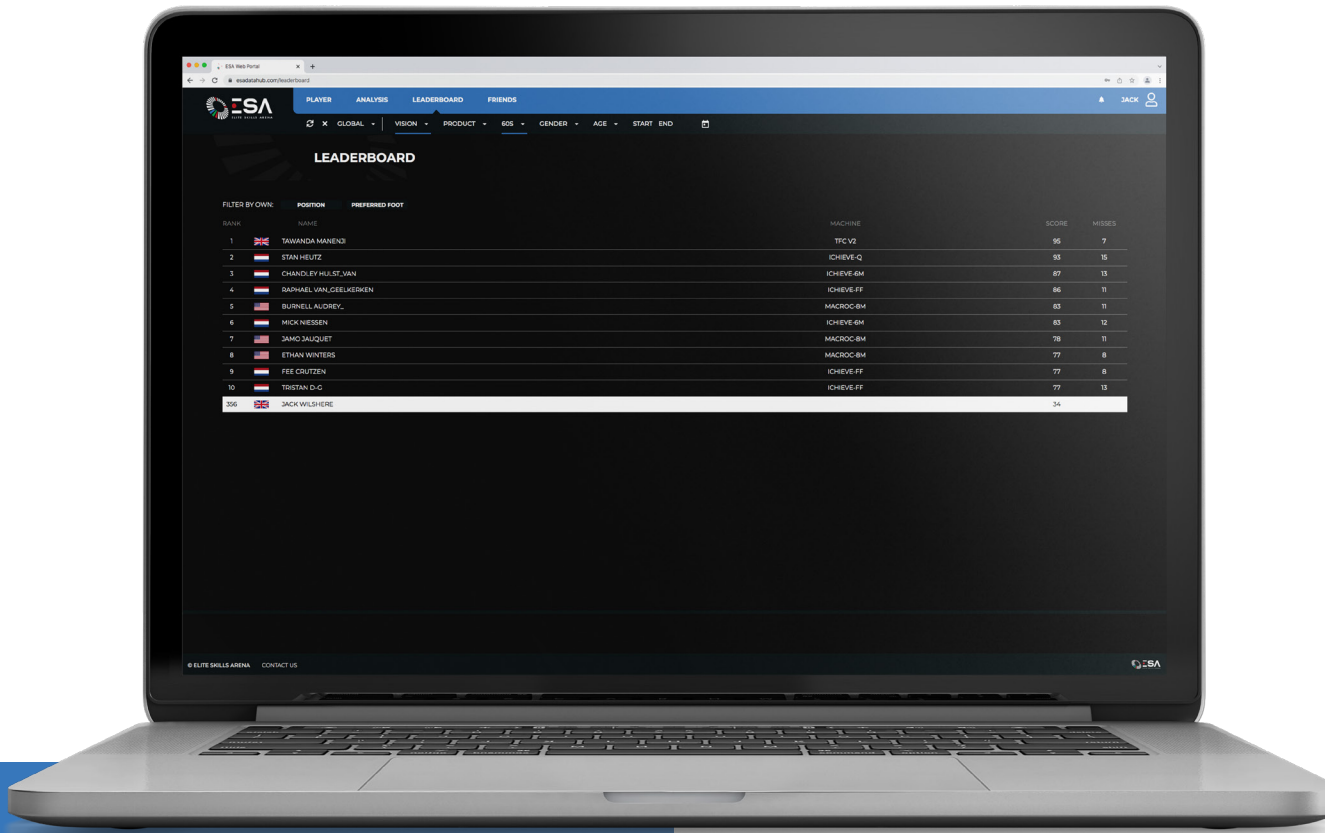 ESA Web Portal
esadatahub.com/leaderboard
ESA PLAYER ANALYSIS LEADERBOARD FRIENDS JACK
ELITE SKILLS ARENA
GLOBAL VISION PRODUCT 60S GENDER AGE START END
LEADERBOARD
FILTER BY OWN: POSITION PREFERRED FOOT
RANK NAME MACHINE SCORE MISSES
1 TAWANDA MANENJI TFC V2 95 7
2 STAN HEUTZ ICHIEVE-Q 93 15
3 CHANDLEY HULST_VAN ICHIEVE-6M 87 13
4 RAPHAEL VAN_GEELKERKEN ICHIEVE-FF 86 11
5 BURNELL AUDREY_ MACROC-8M 83 11
6 MICK NIESSEN ICHIEVE-6M 83 12
7 JAMO JAUQUET MACROC-8M 78 11
8 ETHAN WINTERS MACROC-8M 77 8
9 FEE CRUTZEN ICHIEVE-FF 77 8
10 TRISTAN D-G ICHIEVE-FF 77 13
356 JACK WILSHERE 34
© ELITE SKILLS ARENA CONTACT US ESA